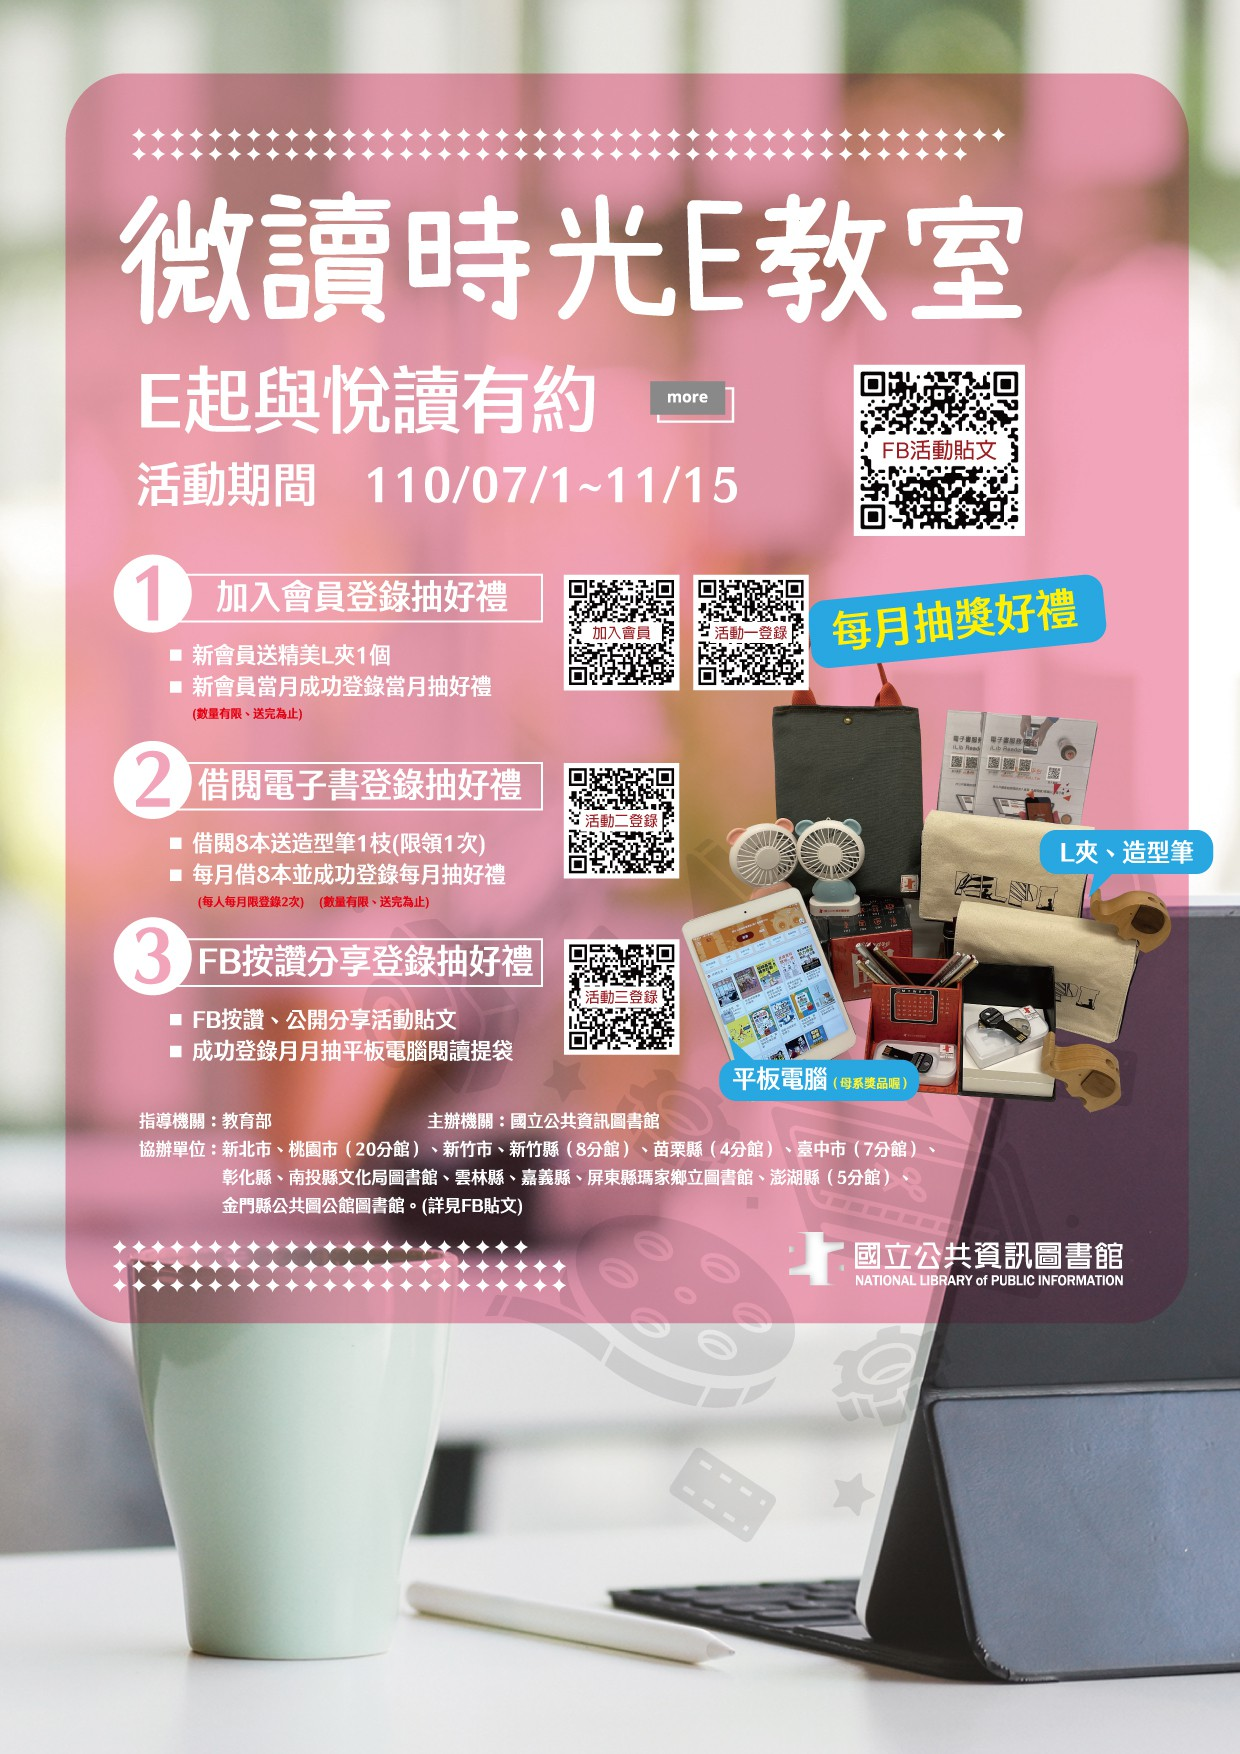 微讀時光E教室
E起與悅讀有約
more
FB活動貼文
活動期間 110/07/1~11/15
1 加入會員登錄抽好禮
加入會員
活動一登錄
每月抽獎好禮
■ 新會員送精美L夾1個
■ 新會員當月成功登錄當月抽好禮
(數量有限、送完為止)
2 借閱電子書登錄抽好禮
活動二登錄
■ 借閱8本送造型筆1枝(限領1次)
■ 每月借8本並成功登錄每月抽好禮
(每人每月限登錄2次) (數量有限、送完為止)
L夾、造型筆
3 FB按讚分享登錄抽好禮
活動三登錄
■ FB按讚、公開分享活動貼文
■ 成功登錄月月抽平板電腦閱讀提袋
平板電腦(母系獎品喔)
指導機關：教育部 主辦機關：國立公共資訊圖書館
協辦單位：新北市、桃園市（20分館）、新竹市、新竹縣（8分館）、苗栗縣（4分館）、臺中市（7分館）、
彰化縣、南投縣文化局圖書館、雲林縣、嘉義縣、屏東縣瑪家鄉立圖書館、澎湖縣（5分館）、
金門縣公共圖公館圖書館。(詳見FB貼文)
國立公共資訊圖書館
NATIONAL LIBRARY of PUBLIC INFORMATION